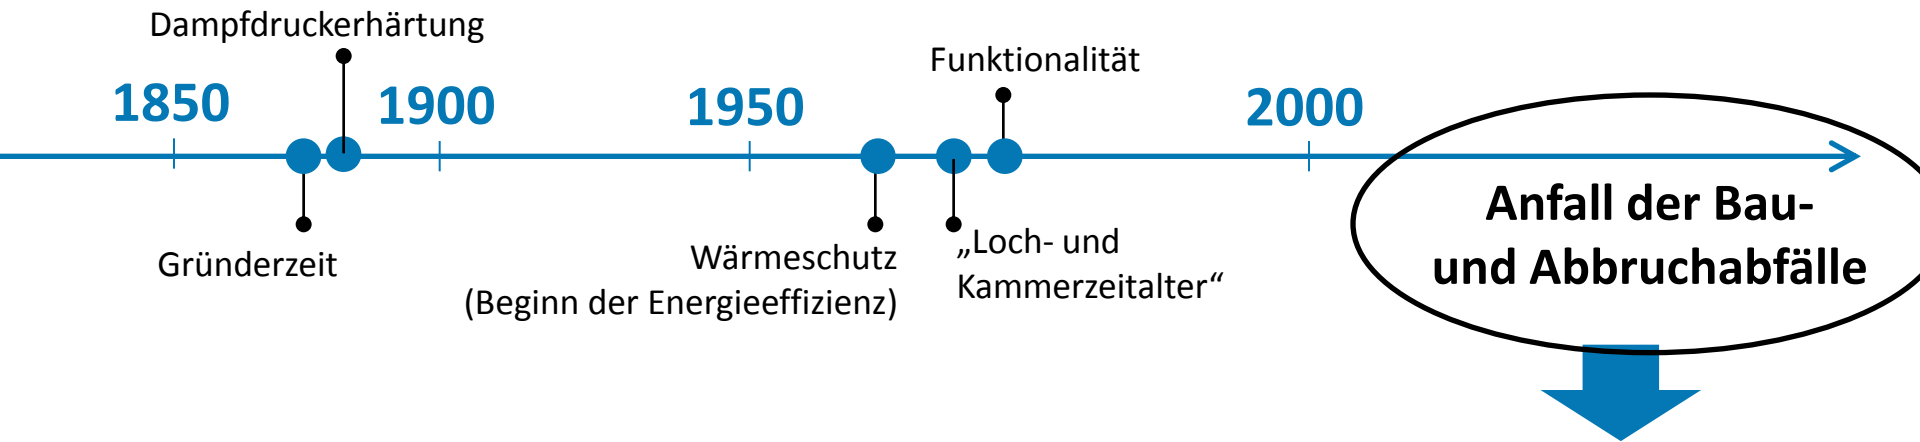 Dampfdruckerhärtung
Funktionalität
1850
1900
1950
2000
Gründerzeit
Wärmeschutz
(Beginn der Energieeffizienz)
„Loch- und
Kammerzeitalter“
Anfall der Bau-
und Abbruchabfälle